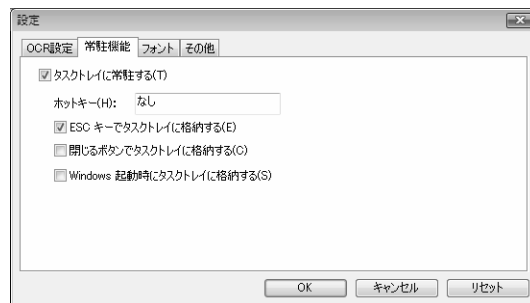 設定
OCR設定 常駐機能 フォント その他
タスクトレイに常駐する(T)
ホットキー(H): なし
ESC キーでタスクトレイに格納する(E)
閉じるボタンでタスクトレイに格納する(C)
Windows 起動時にタスクトレイに格納する(S)
OK キャンセル リセット